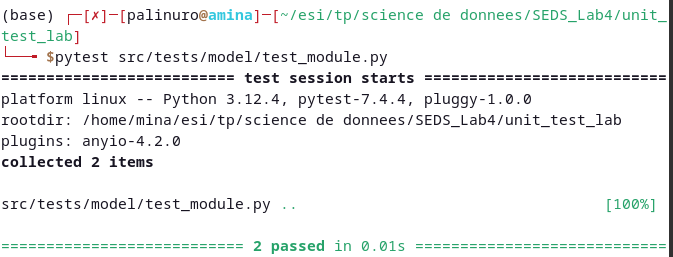 (base) ┌─[✗]─[palinuro@amina]─[~/esi/tp/science de donnees/SEDS_Lab4/unit_
test_lab]
└──╼ $pytest src/tests/model/test_module.py
=========================== test session starts ============================
platform linux -- Python 3.12.4, pytest-7.4.4, pluggy-1.0.0
rootdir: /home/mina/esi/tp/science de donnees/SEDS_Lab4/unit_test_lab
plugins: anyio-4.2.0
collected 2 items
src/tests/model/test_module.py .. [100%]
============================ 2 passed in 0.01s =============================